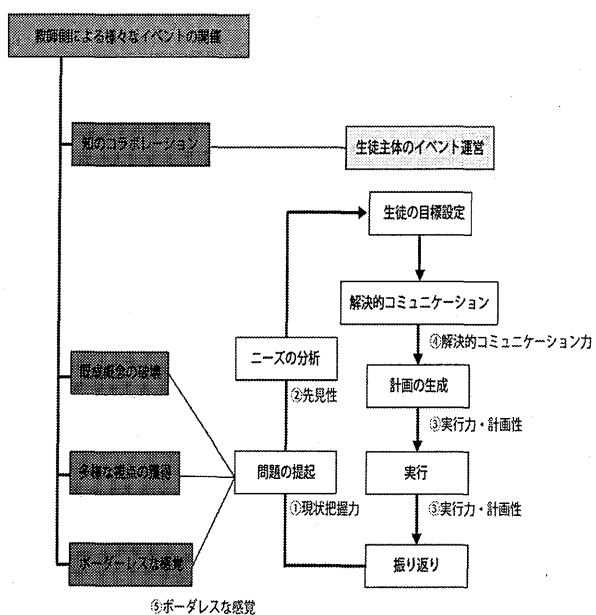 教師側による様々なイベントの開催
知のコラボレーション
生徒主体のイベント運営
生徒の目標設定
解決的コミュニケーション
④解決的コミュニケーション力
ニーズの分析
既成概念の破壊
計画の生成
②先見性
③実行力・計画性
多様な視点の獲得
問題の提起
実行
①現状把握力
③実行力・計画性
ボーダーレスな感覚
振り返り
⑤ボーダレスな感覚